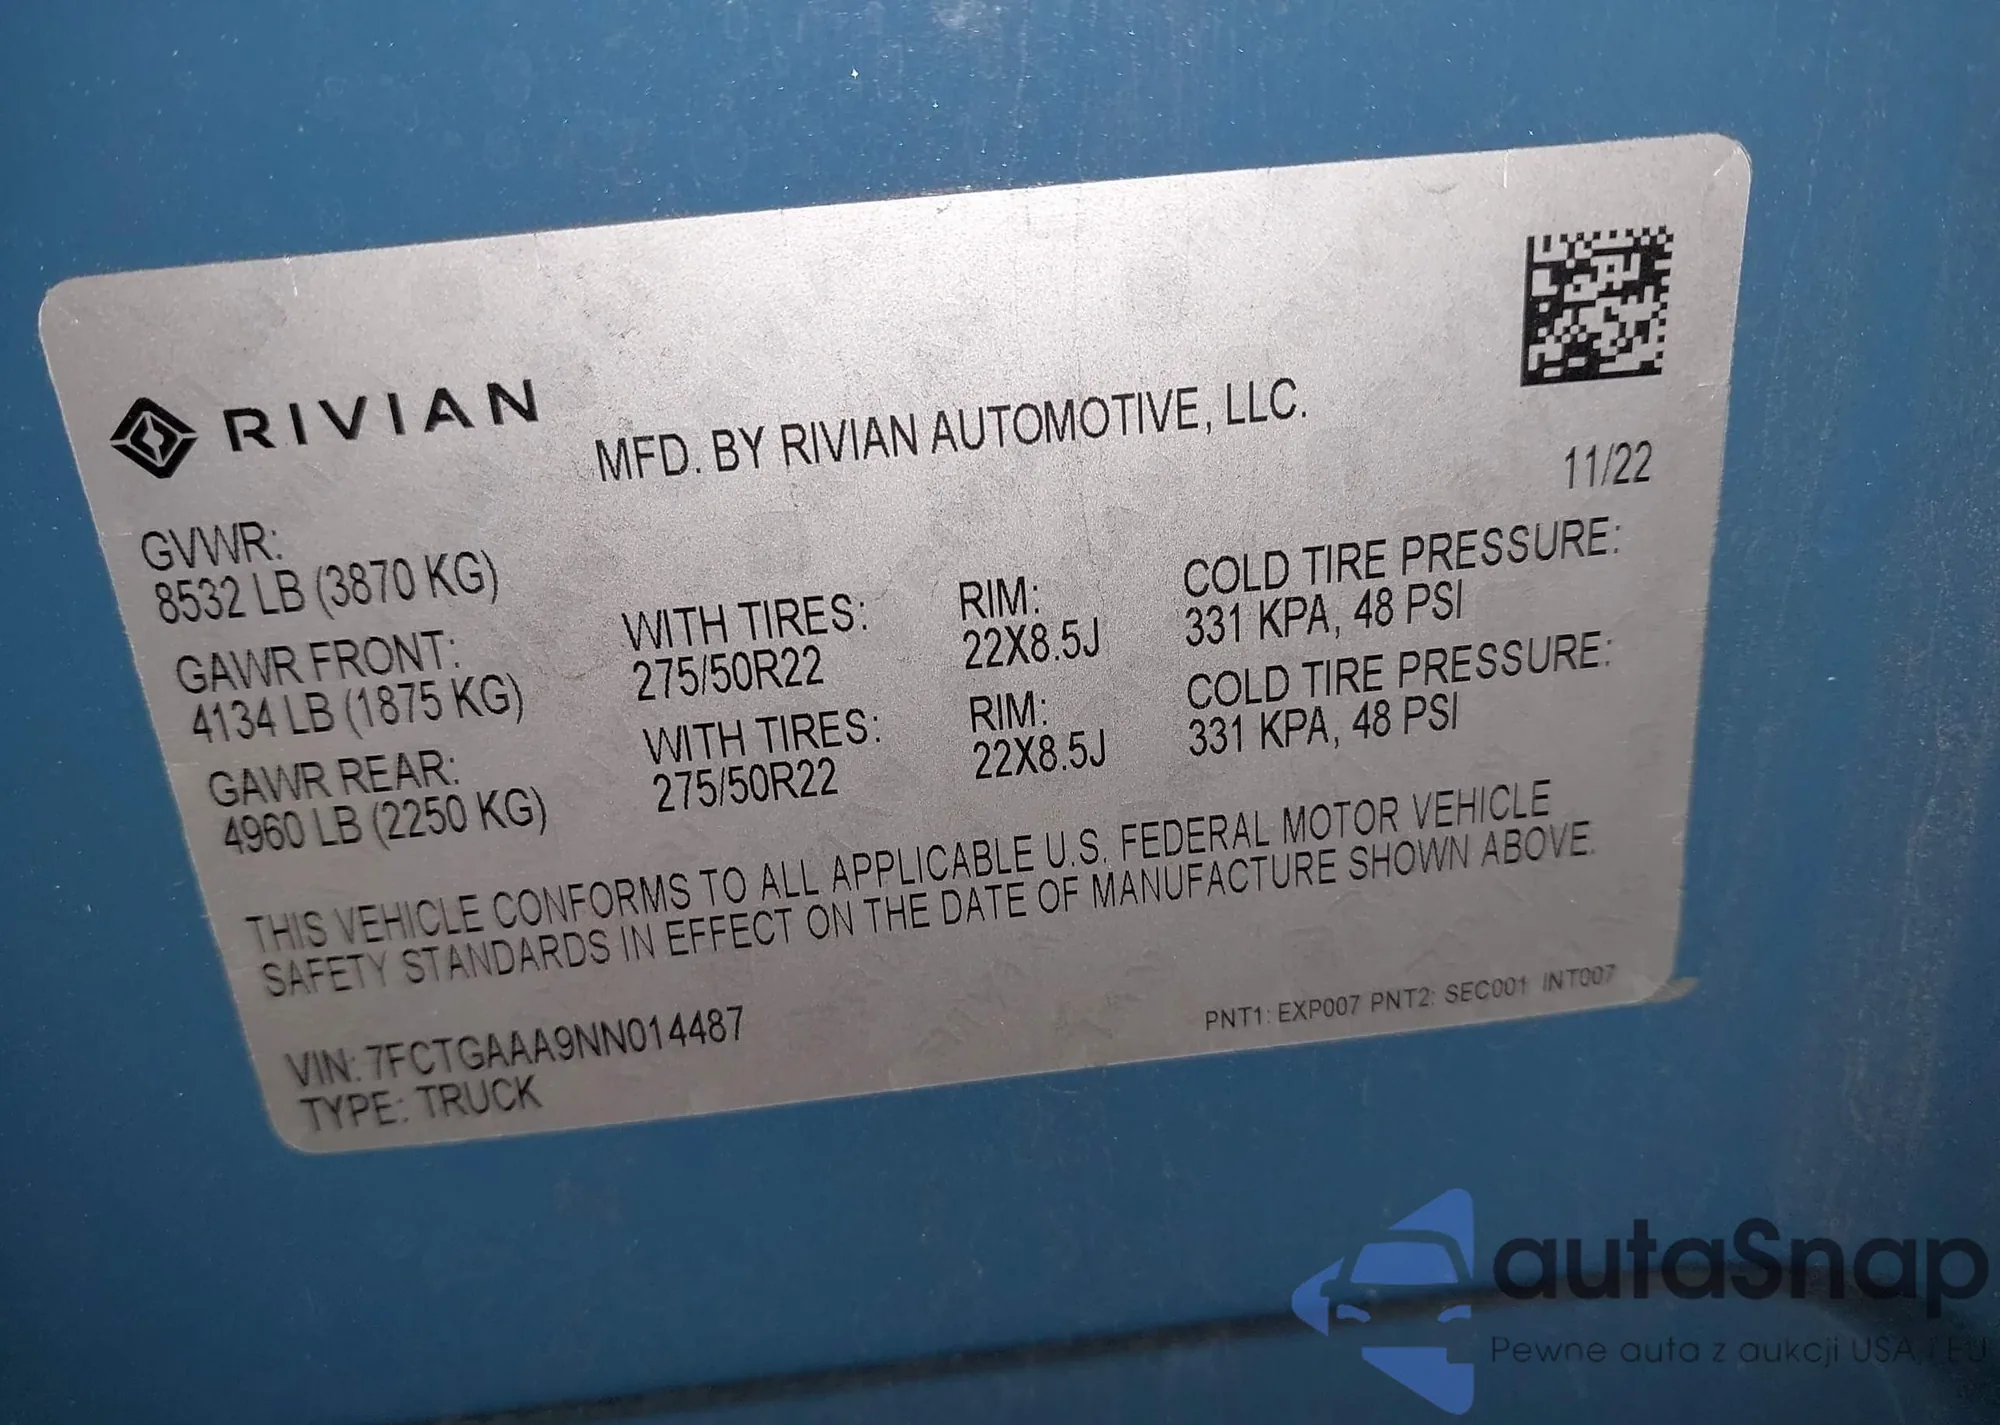 RIVIAN
MFD. BY RIVIAN AUTOMOTIVE, LLC.
11/22
GVWR:
8532 LB (3870 KG)
GAWR FRONT:
4134 LB (1875 KG)
WITH TIRES:
275/50R22
RIM:
22X8.5J
COLD TIRE PRESSURE:
331 KPA, 48 PSI
GAWR REAR:
4960 LB (2250 KG)
WITH TIRES:
275/50R22
RIM:
22X8.5J
COLD TIRE PRESSURE:
331 KPA, 48 PSI
THIS VEHICLE CONFORMS TO ALL APPLICABLE U.S. FEDERAL MOTOR VEHICLE
SAFETY STANDARDS IN EFFECT ON THE DATE OF MANUFACTURE SHOWN ABOVE.
VIN: 7FCTGAAA9NN014487
TYPE: TRUCK
PNT1: EXP007 PNT2: SEC001 INT007
autaSnap
Pewne auta z aukcji USA i EU